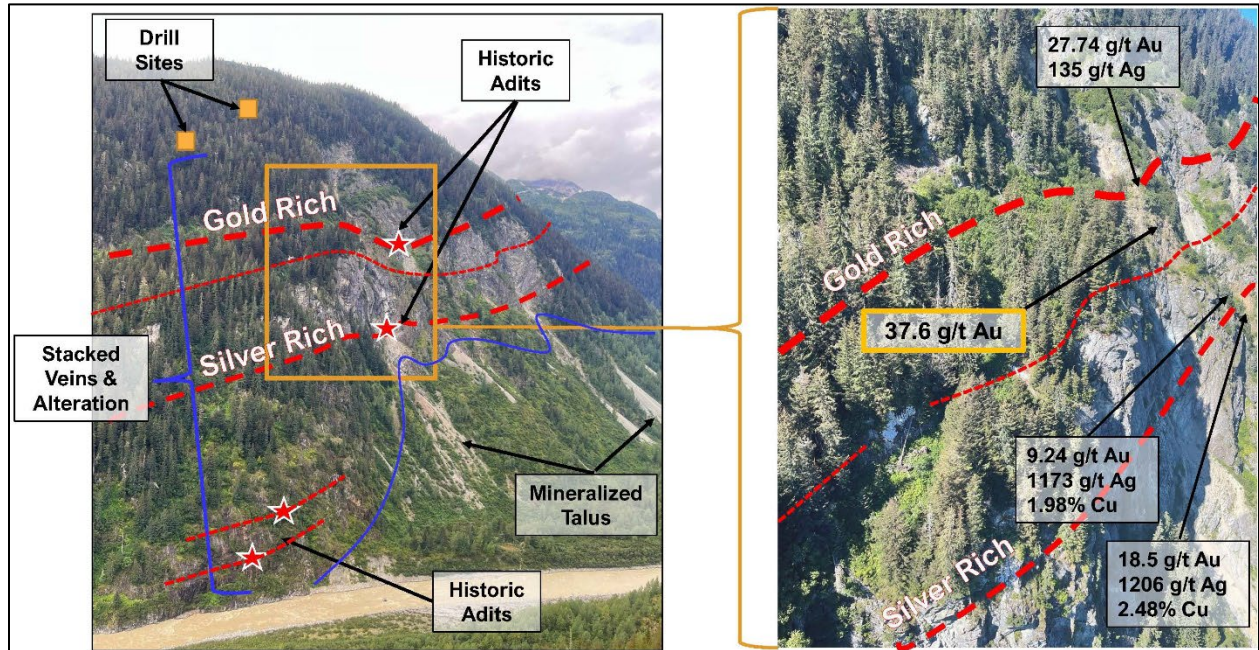 Drill
Sites
Historic
Adits
Gold Rich
Silver Rich
Stacked
Veins &
Alteration
Mineralized
Talus
Historic
Adits
27.74 g/t Au
135 g/t Ag
Gold Rich
37.6 g/t Au
9.24 g/t Au
1173 g/t Ag
1.98% Cu
Silver Rich
18.5 g/t Au
1206 g/t Ag
2.48% Cu